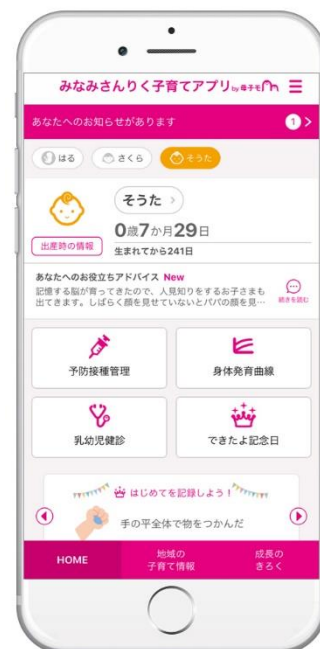 みなみさんりく子育てアプリ by 母子モ
あなたへのお知らせがあります 1
はる さくら そうた
そうた
0歳7か月29日
出産時の情報 生まれてから241日
あなたへのお役立ちアドバイス New
記憶する脳が育ってきたので、人見知りをするお子さまも
出てきます。しばらく顔を見せていないとパパの顔を見…
続きを読む
予防接種管理 身体発育曲線
乳幼児健診 できたよ記念日
はじめてを記録しよう!
手の平全体で物をつかんだ
HOME 地域の 成長の
子育て情報 きろく